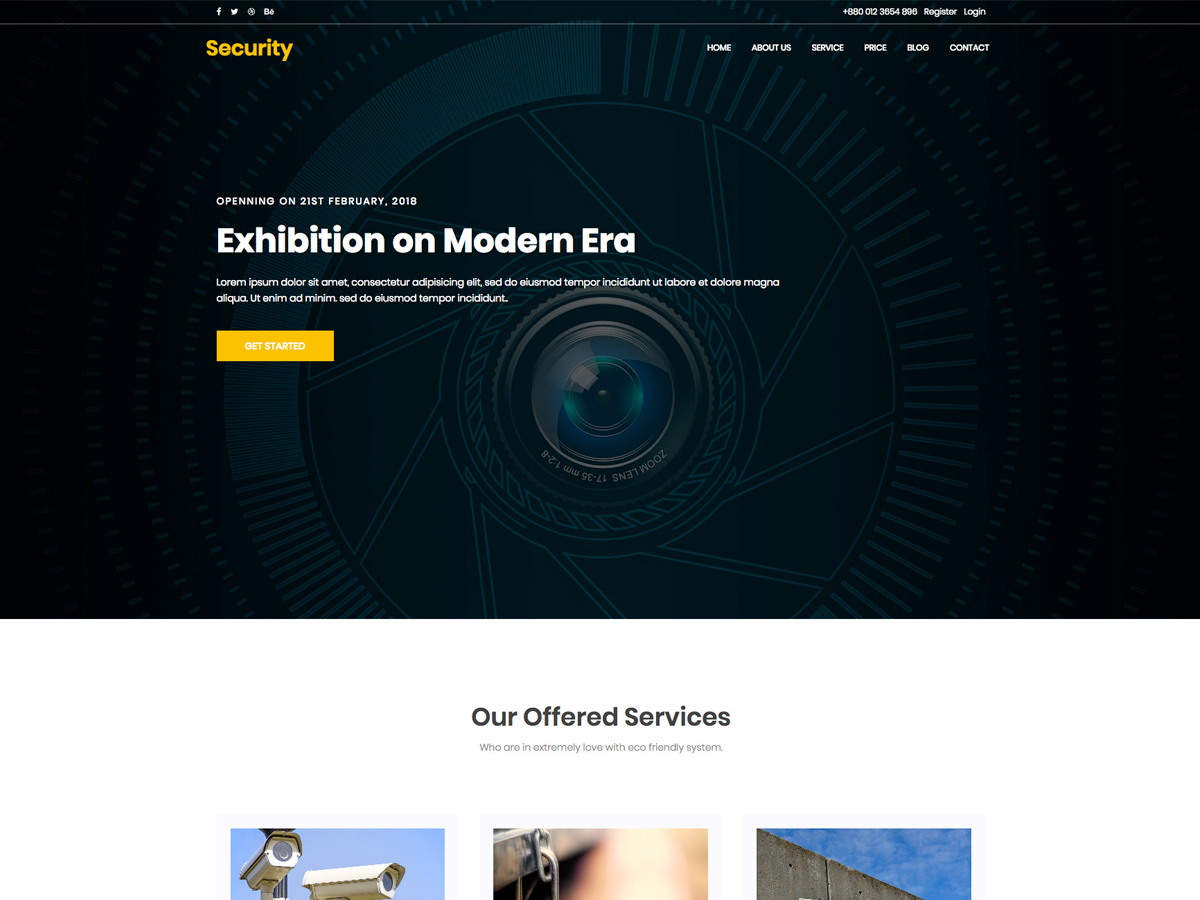 Bē
+880 012 3654 896 Register Login
Security
HOME ABOUT US SERVICE PRICE BLOG CONTACT
OPENNING ON 21ST FEBRUARY, 2018
Exhibition on Modern Era
Lorem ipsum dolor sit amet, consectetur adipisicing elit, sed do eiusmod tempor incididunt ut labore et dolore magna
aliqua. Ut enim ad minim. sed do eiusmod tempor incididunt..
GET STARTED
ZOOM LENS 17-35 mm 1:2-8
Our Offered Services
Who are in extremely love with eco friendly system.